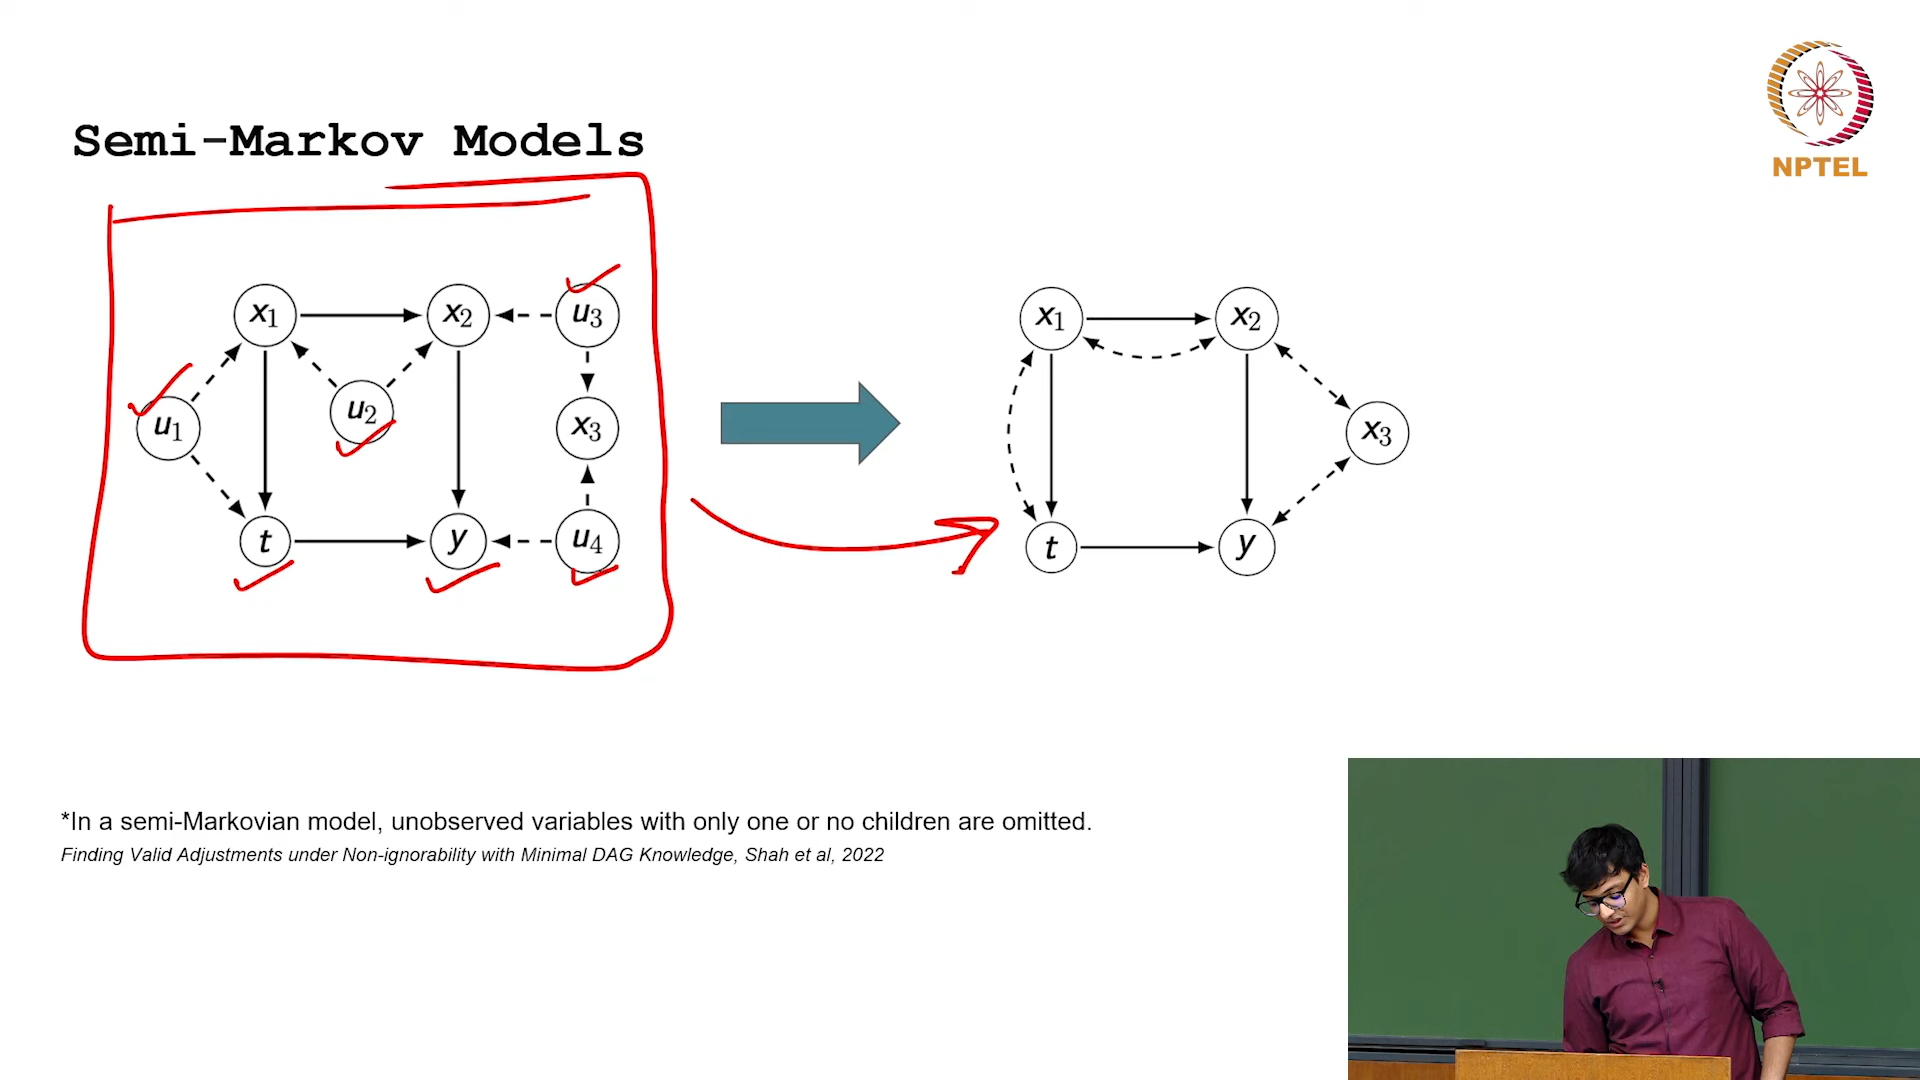 NPTEL
Semi-Markov Models
x1 x2 u3
u1 u2 x3
t y u4
x1 x2
x3
t y
*In a semi-Markovian model, unobserved variables with only one or no children are omitted.
Finding Valid Adjustments under Non-ignorability with Minimal DAG Knowledge, Shah et al, 2022